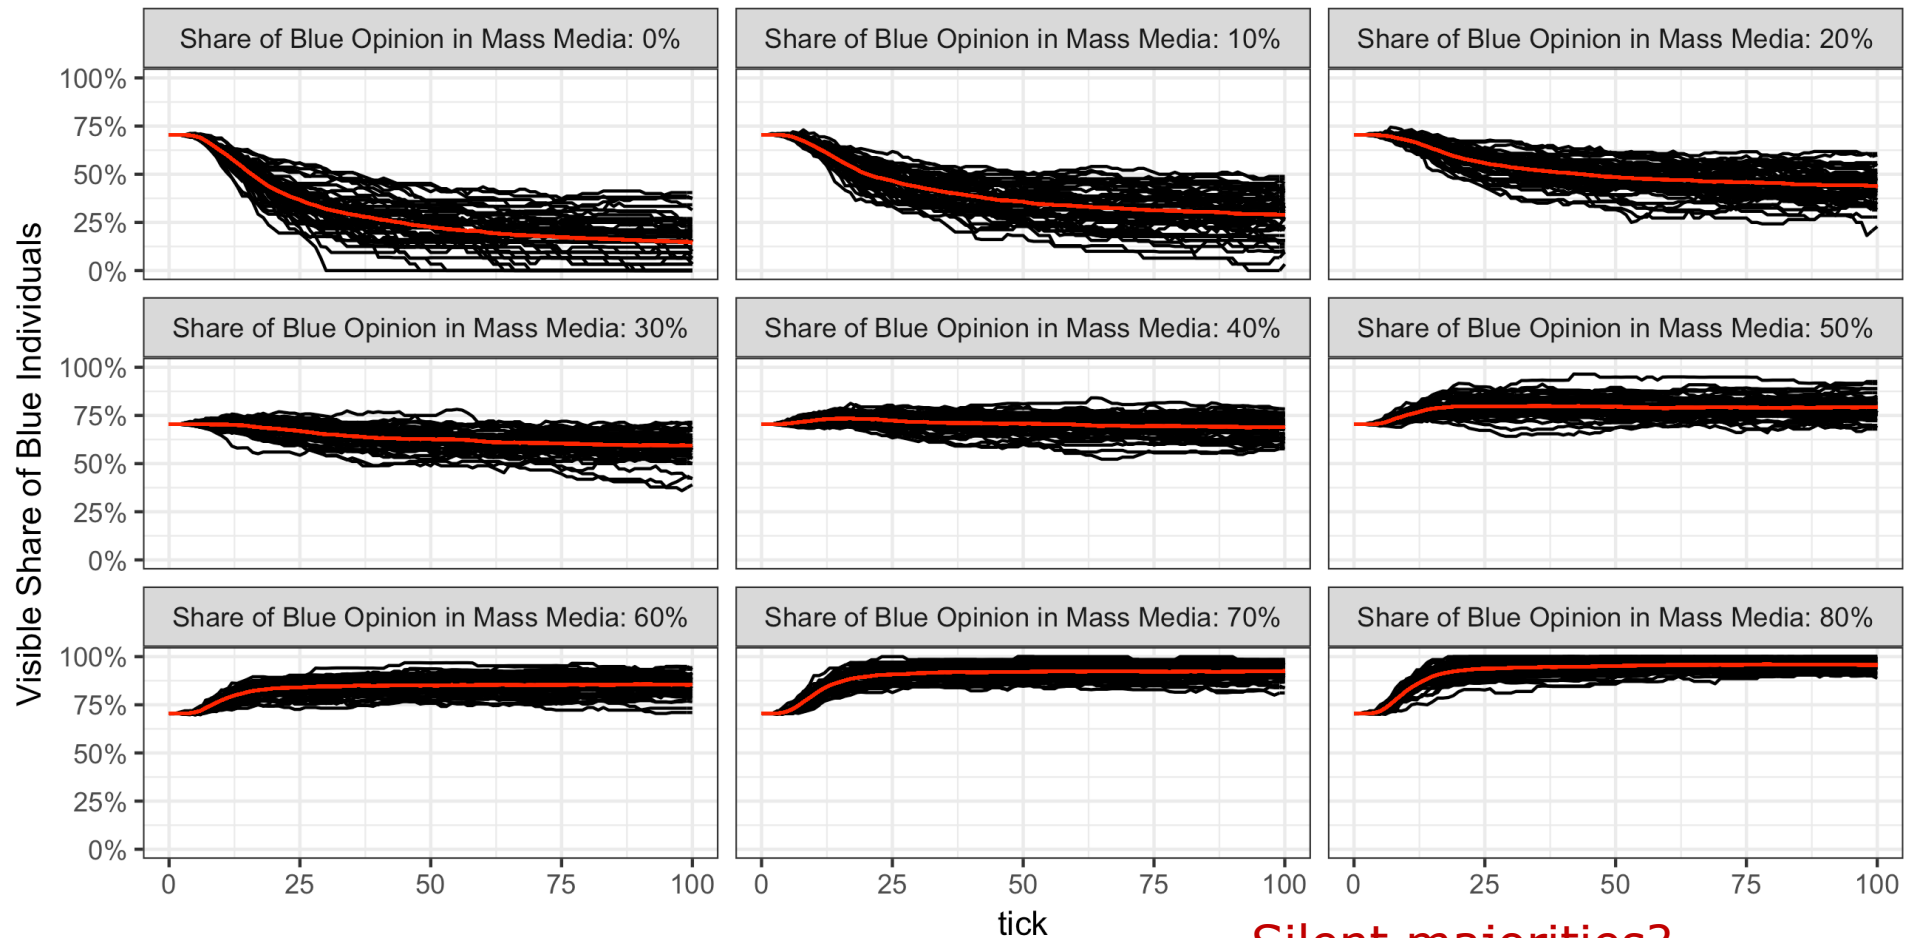 Share of Blue Opinion in Mass Media: 0%
Share of Blue Opinion in Mass Media: 10%
Share of Blue Opinion in Mass Media: 20%
100%
75%
50%
25%
0%
Share of Blue Opinion in Mass Media: 30%
Share of Blue Opinion in Mass Media: 40%
Share of Blue Opinion in Mass Media: 50%
100%
75%
50%
25%
0%
Share of Blue Opinion in Mass Media: 60%
Share of Blue Opinion in Mass Media: 70%
Share of Blue Opinion in Mass Media: 80%
100%
75%
50%
25%
0%
Visible Share of Blue Individuals
0 25 50 75 100
0 25 50 75 100
0 25 50 75 100
tick
Silent majorities?